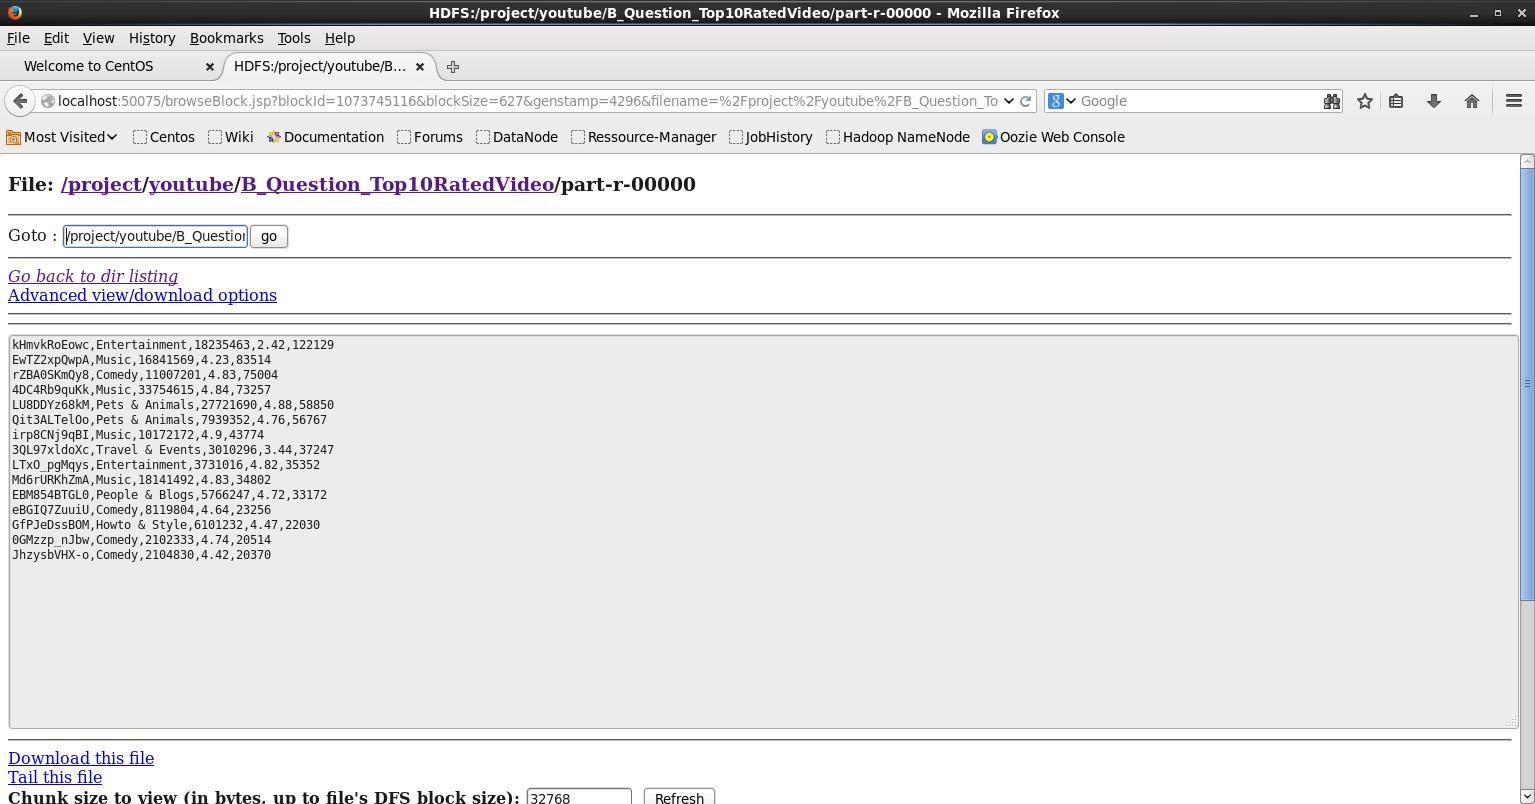 HDFS:/project/youtube/B_Question_Top10RatedVideo/part-r-00000 - Mozilla Firefox
File Edit View History Bookmarks Tools Help
Welcome to CentOS HDFS:/project/youtube/B...
localhost:50075/browseBlock.jsp?blockId=1073745116&blockSize=627&genstamp=4296&filename=%2Fproject%2Fyoutube%2FB_Question_To Google
Most Visited Centos Wiki Documentation Forums DataNode Ressource-Manager JobHistory Hadoop NameNode Oozie Web Console
File: /project/youtube/B_Question_Top10RatedVideo/part-r-00000
Goto : /project/youtube/B_Question go
Go back to dir listing
Advanced view/download options
kHmvkRoEowc,Entertainment,18235463,2.42,122129
EwTZ2xpQwpA,Music,16841569,4.23,83514
rZBA0SKmQy8,Comedy,11007201,4.83,75004
4DC4Rb9quKk,Music,33754615,4.84,73257
LU8DDYz68kM,Pets & Animals,27721690,4.88,58850
Qit3ALTelOo,Pets & Animals,7939352,4.76,56767
irp8CNj9qBI,Music,10172172,4.9,43774
3QL97xldoXc,Travel & Events,3010296,3.44,37247
LTxO_pgMqys,Entertainment,3731016,4.82,35352
Md6rURKhZmA,Music,18141492,4.83,34802
EBM854BTGL0,People & Blogs,5766247,4.72,33172
eBGIQ7ZuuiU,Comedy,8119804,4.64,23256
GfPJeDssBOM,Howto & Style,6101232,4.47,22030
0GMzzp_nJbw,Comedy,2102333,4.74,20514
JhzysbVHX-o,Comedy,2104830,4.42,20370
Download this file
Tail this file
Chunk size to view (in bytes, up to file's DFS block size): 32768 Refresh